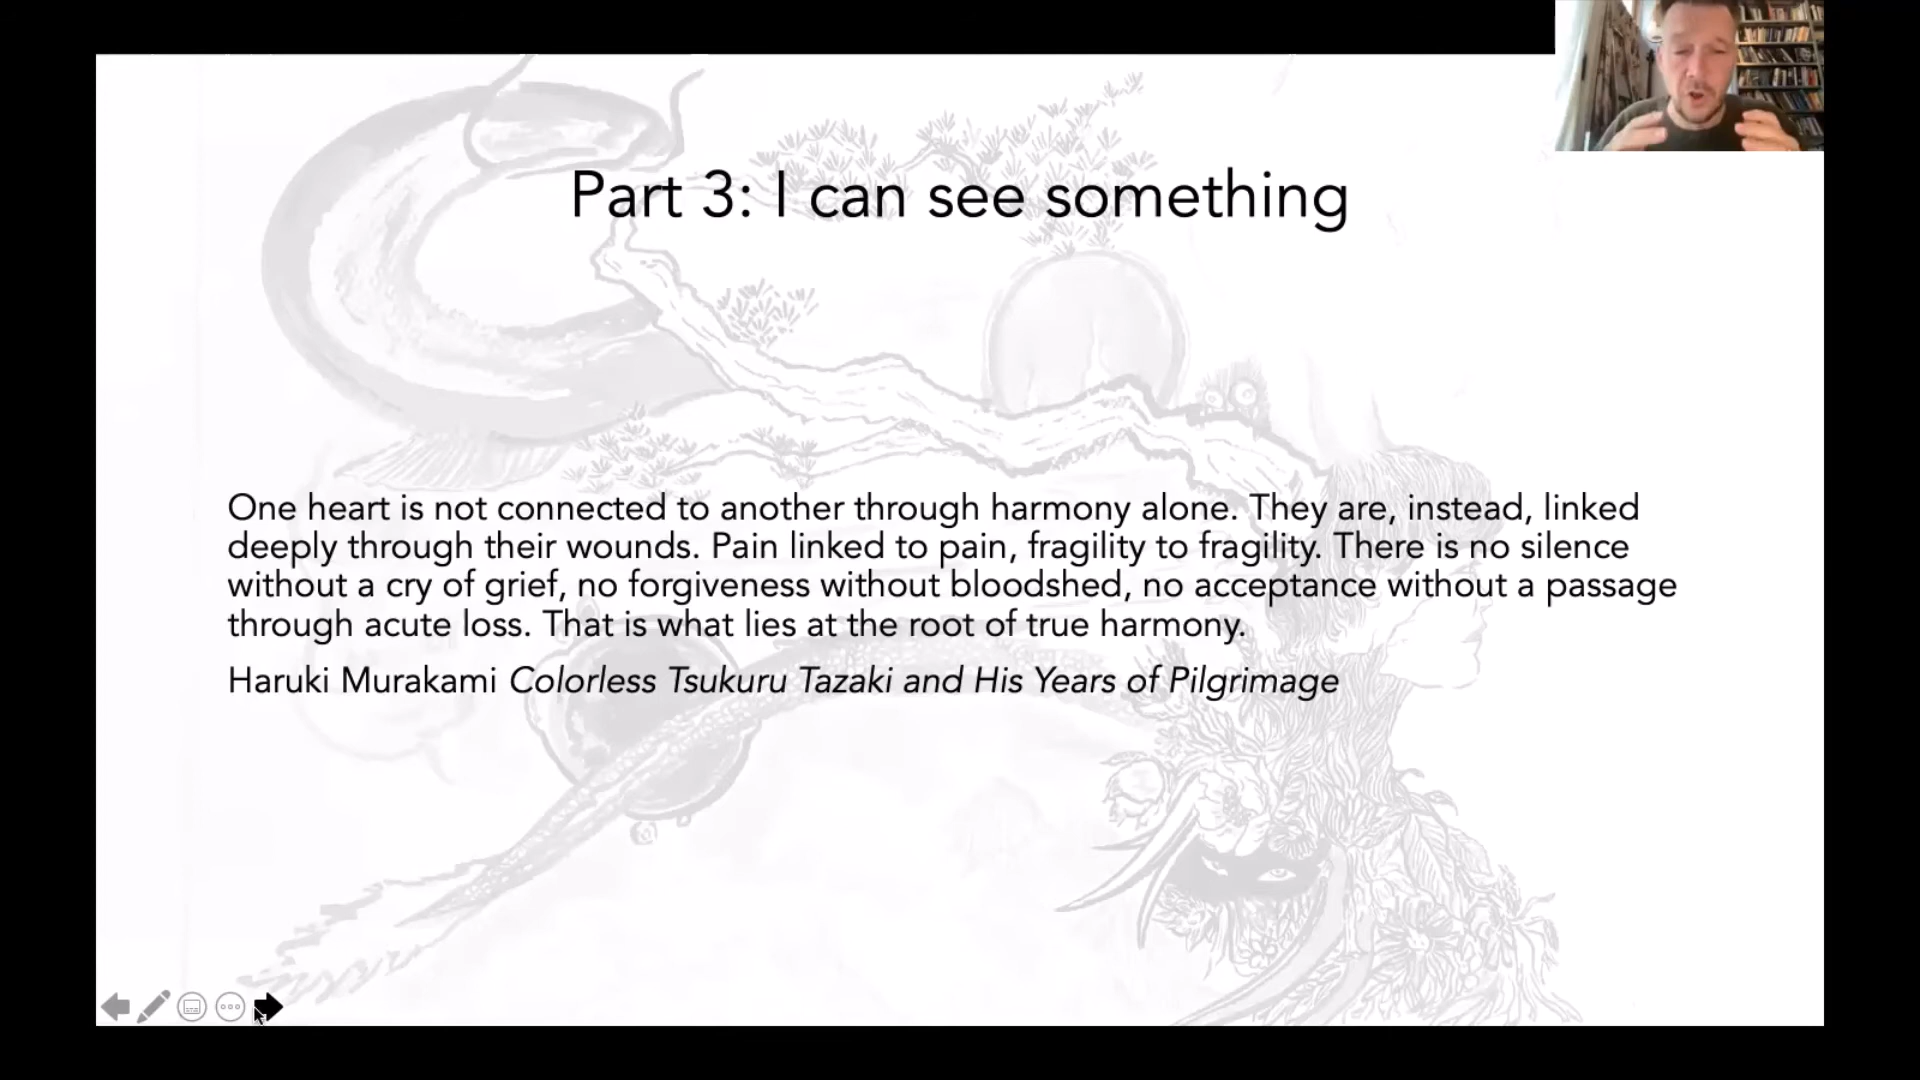 Part 3: I can see something
One heart is not connected to another through harmony alone. They are, instead, linked
deeply through their wounds. Pain linked to pain, fragility to fragility. There is no silence
without a cry of grief, no forgiveness without bloodshed, no acceptance without a passage
through acute loss. That is what lies at the root of true harmony.
Haruki Murakami Colorless Tsukuru Tazaki and His Years of Pilgrimage